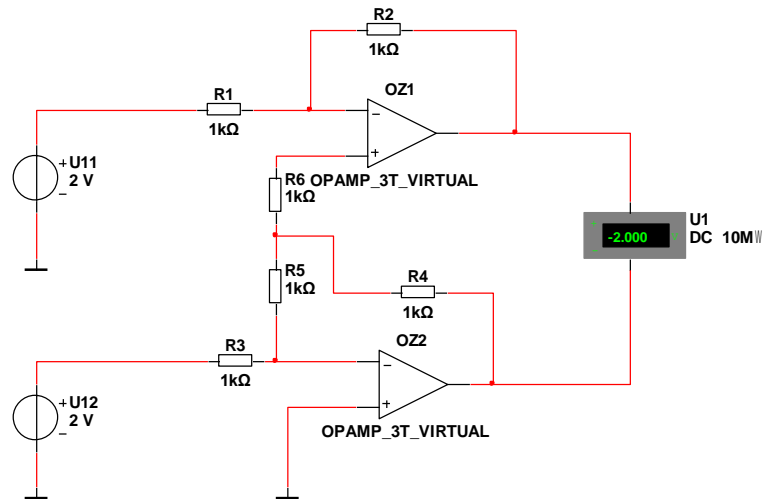 R2
1kΩ
OZ1
R1
1kΩ
U11
2 V
R6
1kΩ
OPAMP_3T_VIRTUAL
U1
DC 10MW
-2.000
V
R5
1kΩ
R4
1kΩ
OZ2
R3
1kΩ
U12
2 V
OPAMP_3T_VIRTUAL